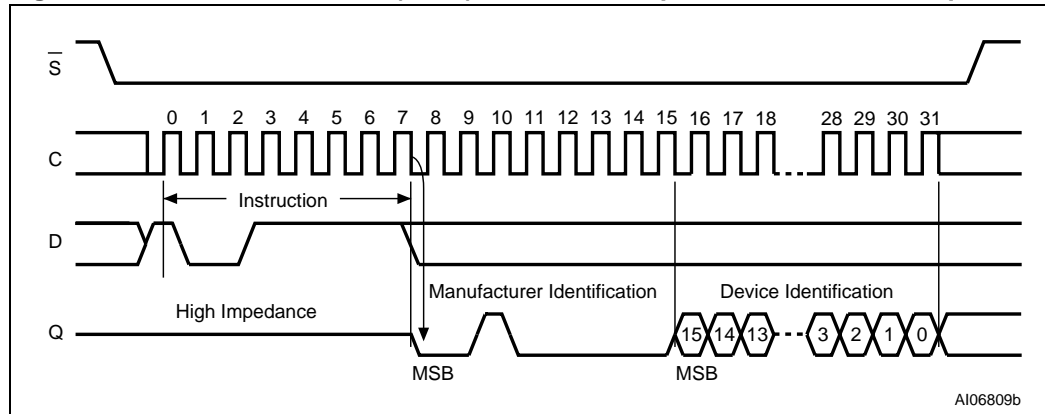 S
0 1 2 3 4 5 6 7 8 9 10 11 12 13 14 15 16 17 18 28 29 30 31
C
Instruction
D
Manufacturer Identification Device Identification
High Impedance
Q
15 14 13 3 2 1 0
MSB MSB
AI06809b